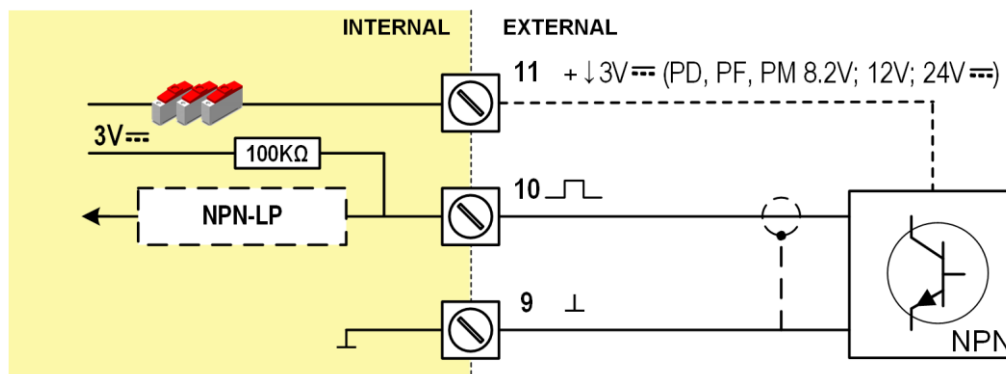 INTERNAL EXTERNAL
11 + ↓ 3V⎓ (PD, PF, PM 8.2V; 12V; 24V⎓)
3V⎓
100KΩ
10
NPN-LP
9 ⊥
NPN